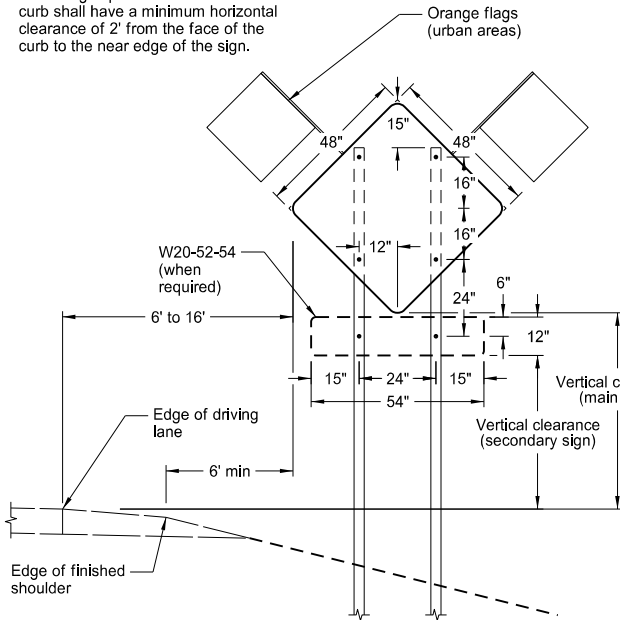 curb shall have a minimum horizontal
clearance of 2' from the face of the
curb to the near edge of the sign.
Orange flags
(urban areas)
15"
48"
48"
16"
16"
12"
W20-52-54
(when
required)
6"
24"
6' to 16'
12"
15"
24"
15"
54"
Vertical c
(main
Vertical clearance
(secondary sign)
Edge of driving
lane
6' min
Edge of finished
shoulder